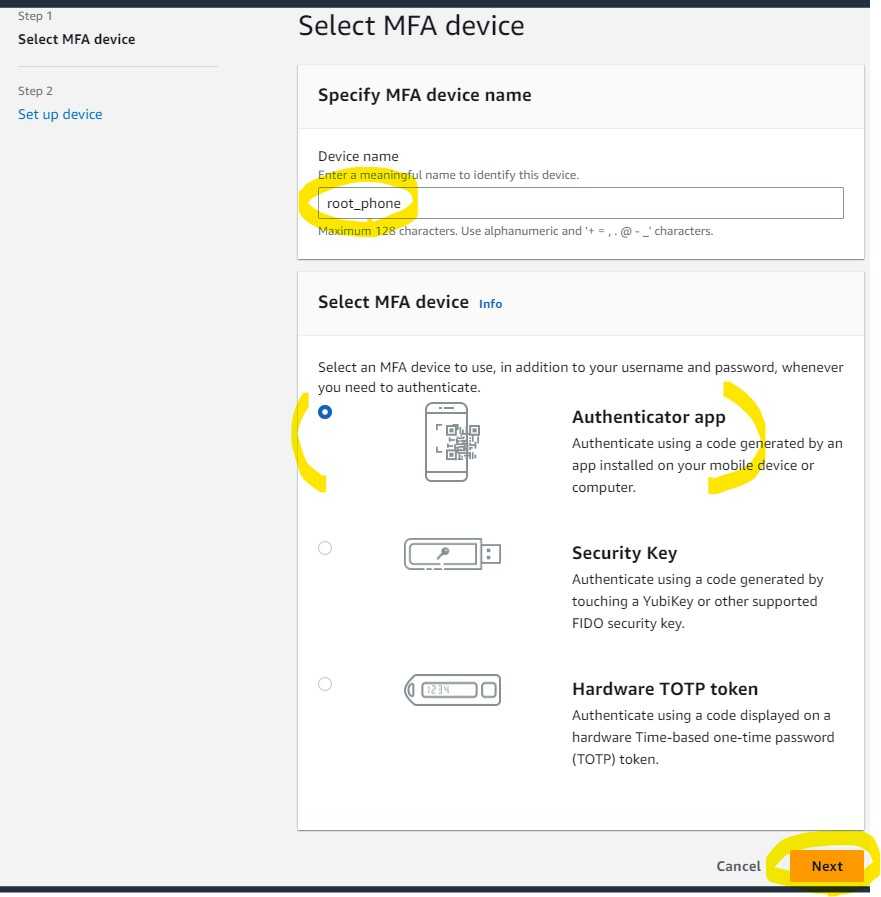 Step 1
Select MFA device
Step 2
Set up device
Select MFA device
Specify MFA device name
Device name
Enter a meaningful name to identify this device.
root_phone
Maximum 128 characters. Use alphanumeric and '+ = , . @ - _' characters.
Select MFA device Info
Select an MFA device to use, in addition to your username and password, whenever
you need to authenticate.
Authenticator app
Authenticate using a code generated by an
app installed on your mobile device or
computer.
Security Key
Authenticate using a code generated by
touching a YubiKey or other supported
FIDO security key.
1234
Hardware TOTP token
Authenticate using a code displayed on a
hardware Time-based one-time password
(TOTP) token.
Cancel Next